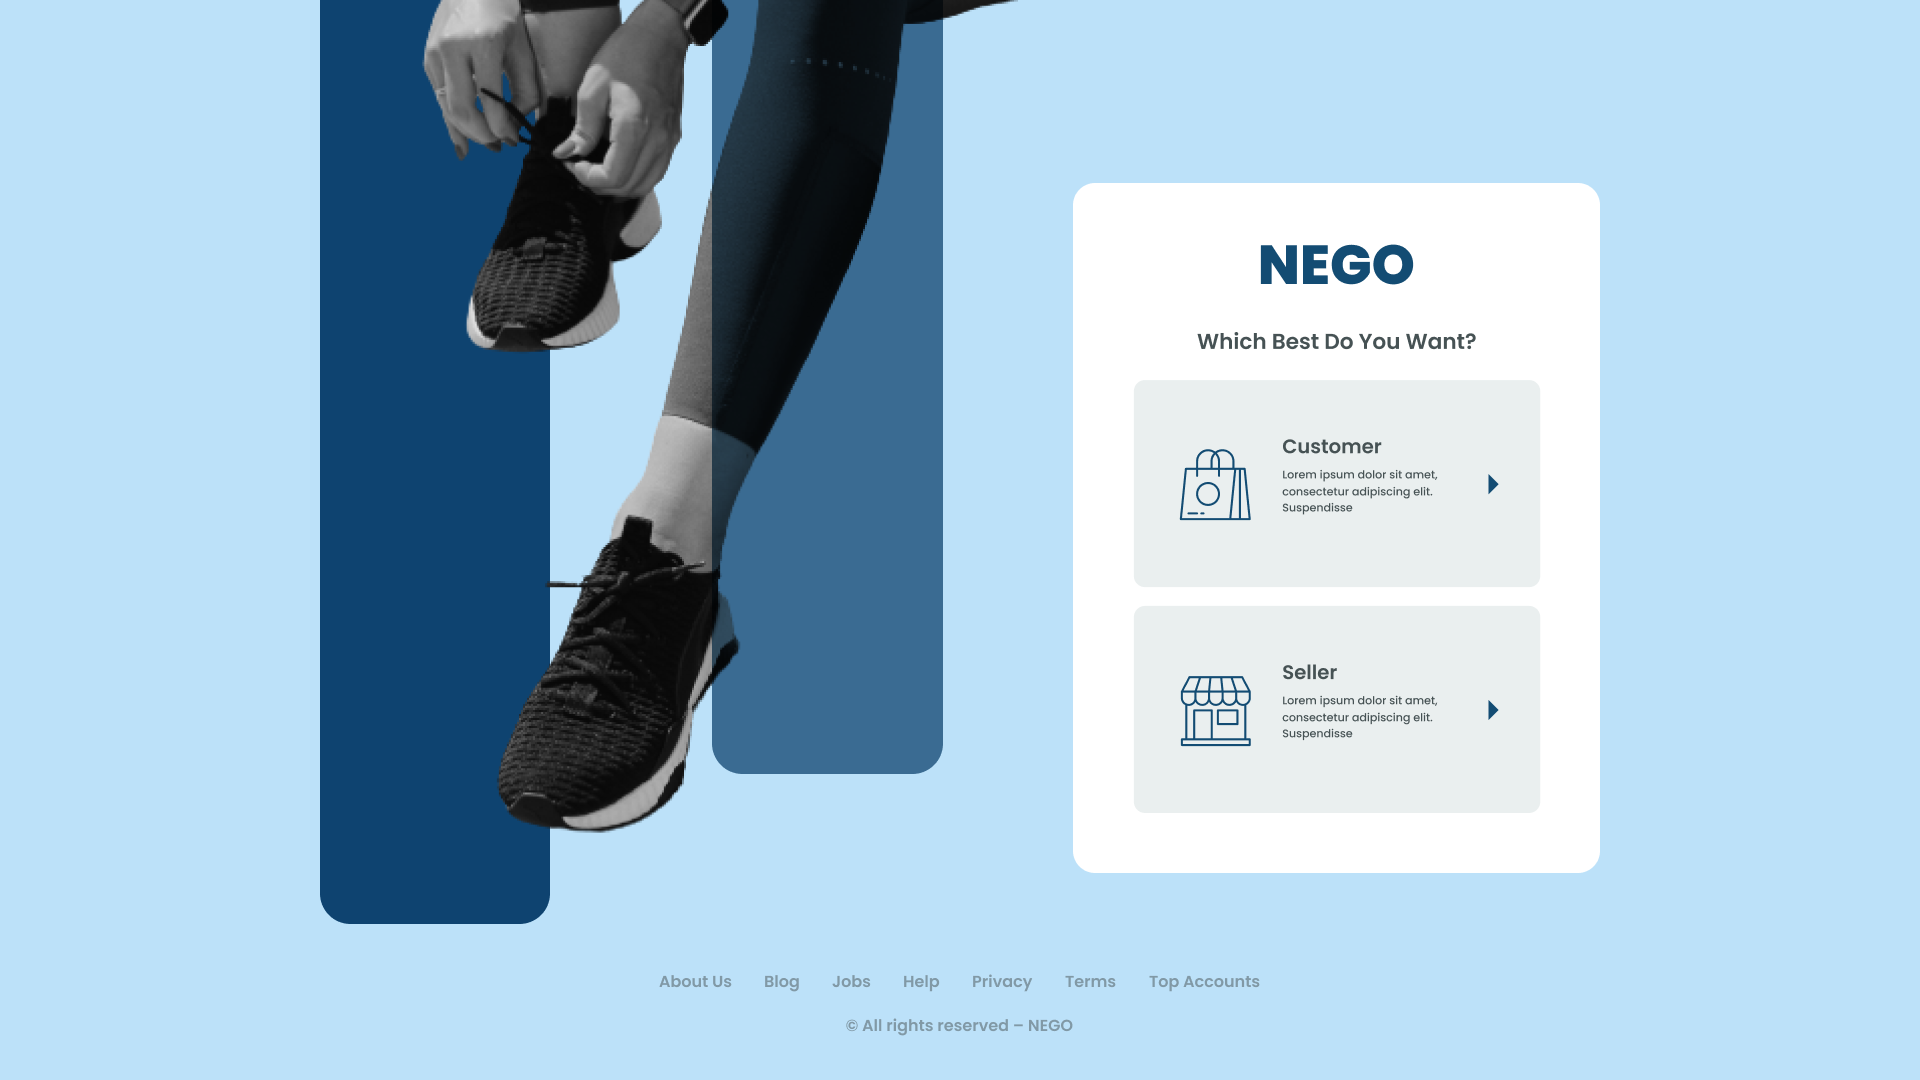 NEGO
Which Best Do You Want?
Customer
Lorem ipsum dolor sit amet,
consectetur adipiscing elit.
Suspendisse
Seller
Lorem ipsum dolor sit amet,
consectetur adipiscing elit.
Suspendisse
About Us Blog Jobs Help Privacy Terms Top Accounts
© All rights reserved – NEGO